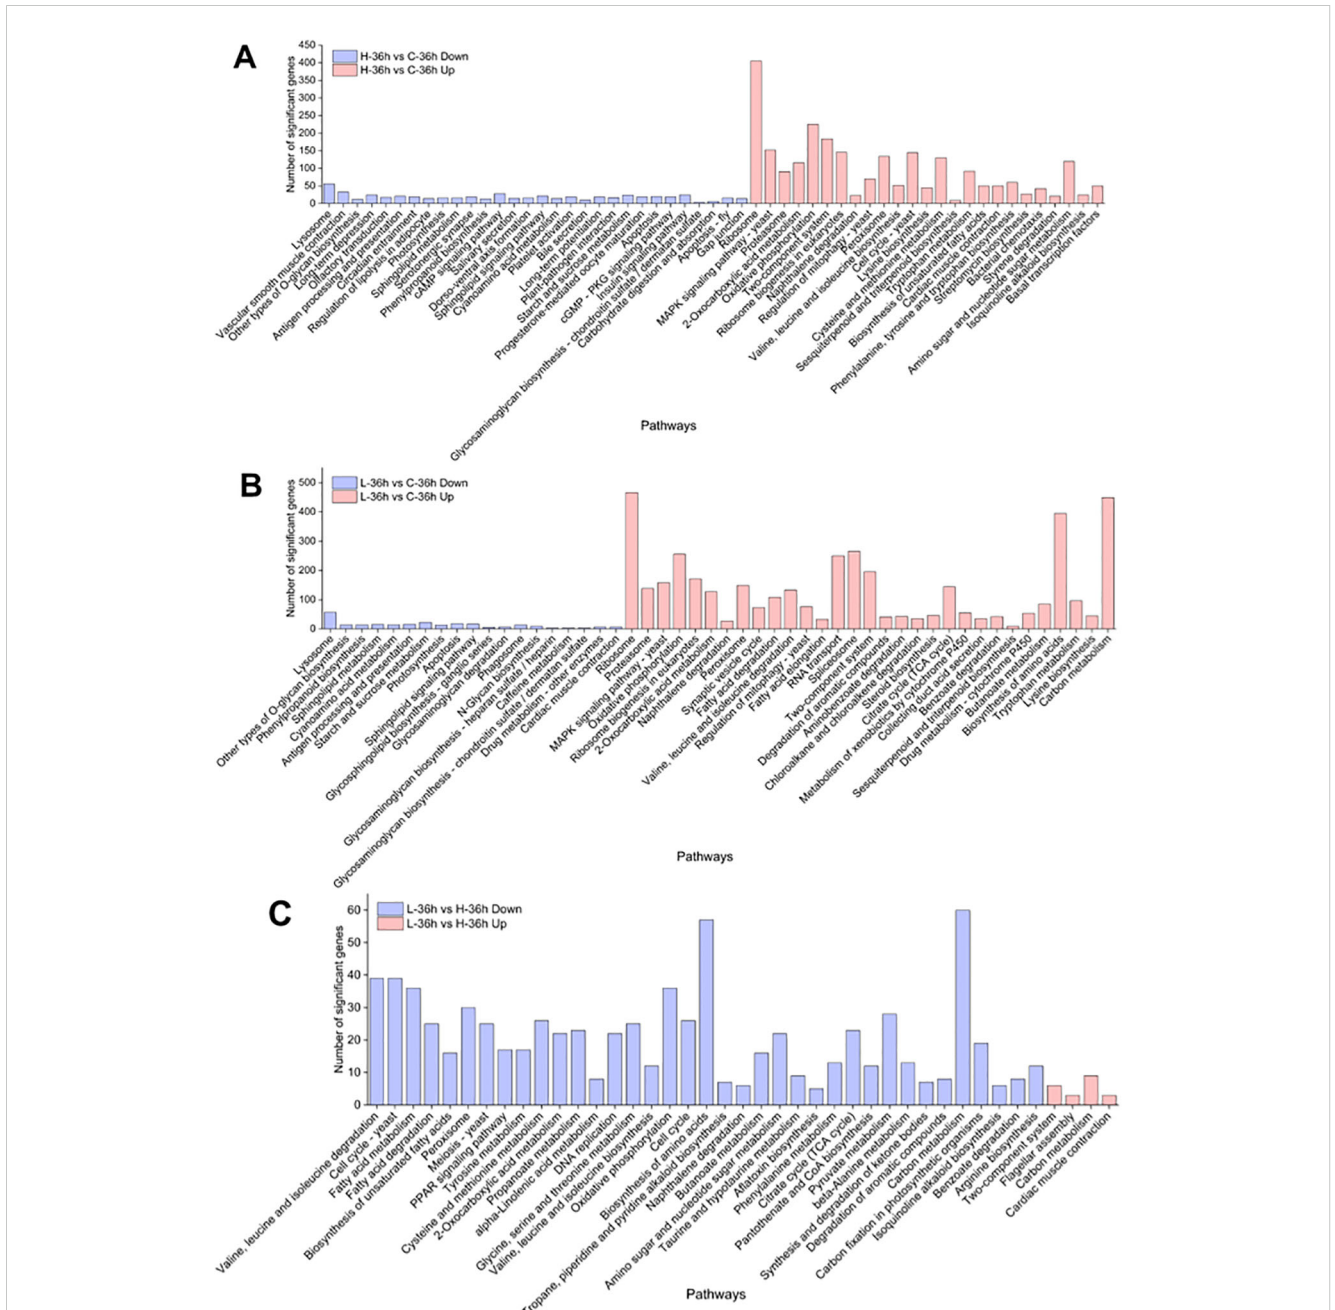 A
450
400
350
300
250
200
150
100
50
0
Number of significant genes
H-36h vs C-36h Down
H-36h vs C-36h Up
Lysosome
Vascular smooth muscle contraction
Other types of O-glycan biosynthesis
Long-term depression
Olfactory transduction
Antigen processing and presentation
Circadian entrainment
Regulation of lipolysis in adipocyte
Photosynthesis
Sphingolipid metabolism
Serotonergic synapse
Phenylpropanoid biosynthesis
cAMP signaling pathway
Salivary secretion
Dorso-ventral axis formation
Sphingolipid signaling pathway
Cyanoamino acid metabolism
Platelet activation
Bile secretion
Long-term potentiation
Plant-pathogen interaction
Starch and sucrose metabolism
Progesterone-mediated oocyte maturation
Apoptosis
cGMP - PKG signaling pathway
Insulin signaling pathway
Glycosaminoglycan biosynthesis - chondroitin sulfate / dermatan sulfate
Carbohydrate digestion and absorption
Apoptosis - fly
Gap junction
Ribosome
MAPK signaling pathway - yeast
Proteasome
2-Oxocarboxylic acid metabolism
Oxidative phosphorylation
Two-component system
Ribosome biogenesis in eukaryotes
Naphthalene degradation
Regulation of mitophagy - yeast
Peroxisome
Valine, leucine and isoleucine biosynthesis
Cell cycle - yeast
Lysine biosynthesis
Cysteine and methionine metabolism
Sesquiterpenoid and triterpenoid biosynthesis
Tryptophan metabolism
Biosynthesis of unsaturated fatty acids
Cardiac muscle contraction
Phenylalanine, tyrosine and tryptophan biosynthesis
Streptomycin biosynthesis
Bacterial chemotaxis
Styrene degradation
Amino sugar and nucleotide sugar metabolism
Isoquinoline alkaloid biosynthesis
Basal transcription factors
Pathways
B
500
400
300
200
100
0
Number of significant genes
L-36h vs C-36h Down
L-36h vs C-36h Up
Lysosome
Other types of O-glycan biosynthesis
Phenylpropanoid biosynthesis
Sphingolipid metabolism
Cyanoamino acid metabolism
Antigen processing and presentation
Starch and sucrose metabolism
Photosynthesis
Apoptosis
Sphingolipid signaling pathway
Glycosphingolipid biosynthesis - ganglio series
Glycosaminoglycan degradation
Phagosome
N-Glycan biosynthesis
Glycosaminoglycan biosynthesis - heparan sulfate / heparin
Caffeine metabolism
Glycosaminoglycan biosynthesis - chondroitin sulfate / dermatan sulfate
Drug metabolism - other enzymes
Cardiac muscle contraction
Ribosome
Proteasome
MAPK signaling pathway - yeast
Oxidative phosphorylation
Ribosome biogenesis in eukaryotes
2-Oxocarboxylic acid metabolism
Naphthalene degradation
Peroxisome
Synaptic vesicle cycle
Fatty acid degradation
Valine, leucine and isoleucine degradation
Regulation of mitophagy - yeast
Fatty acid elongation
RNA transport
Spliceosome
Two-component system
Degradation of aromatic compounds
Aminobenzoate degradation
Chloroalkane and chloroalkene degradation
Steroid biosynthesis
Citrate cycle (TCA cycle)
Metabolism of xenobiotics by cytochrome P450
Collecting duct acid secretion
Benzoate degradation
Sesquiterpenoid and triterpenoid biosynthesis
Drug metabolism - cytochrome P450
Butanoate metabolism
Biosynthesis of amino acids
Tryptophan metabolism
Lysine biosynthesis
Carbon metabolism
Pathways
C
60
50
40
30
20
10
0
Number of significant genes
L-36h vs H-36h Down
L-36h vs H-36h Up
Valine, leucine and isoleucine degradation
Cell cycle - yeast
Fatty acid metabolism
Fatty acid degradation
Biosynthesis of unsaturated fatty acids
Peroxisome
Meiosis - yeast
PPAR signaling pathway
Tyrosine metabolism
Cysteine and methionine metabolism
2-Oxocarboxylic acid metabolism
Propanoate metabolism
alpha-Linolenic acid metabolism
DNA replication
Glycine, serine and threonine metabolism
Valine, leucine and isoleucine biosynthesis
Oxidative phosphorylation
Cell cycle
Biosynthesis of amino acids
Tropane, piperidine and pyridine alkaloid biosynthesis
Naphthalene degradation
Butanoate metabolism
Amino sugar and nucleotide sugar metabolism
Taurine and hypotaurine metabolism
Aflatoxin biosynthesis
Phenylalanine metabolism
Citrate cycle (TCA cycle)
Pantothenate and CoA biosynthesis
Pyruvate metabolism
beta-Alanine metabolism
Synthesis and degradation of ketone bodies
Degradation of aromatic compounds
Carbon metabolism
Carbon fixation in photosynthetic organisms
Isoquinoline alkaloid biosynthesis
Benzoate degradation
Arginine biosynthesis
Two-component system
Flagellar assembly
Carbon metabolism
Cardiac muscle contraction
Pathways